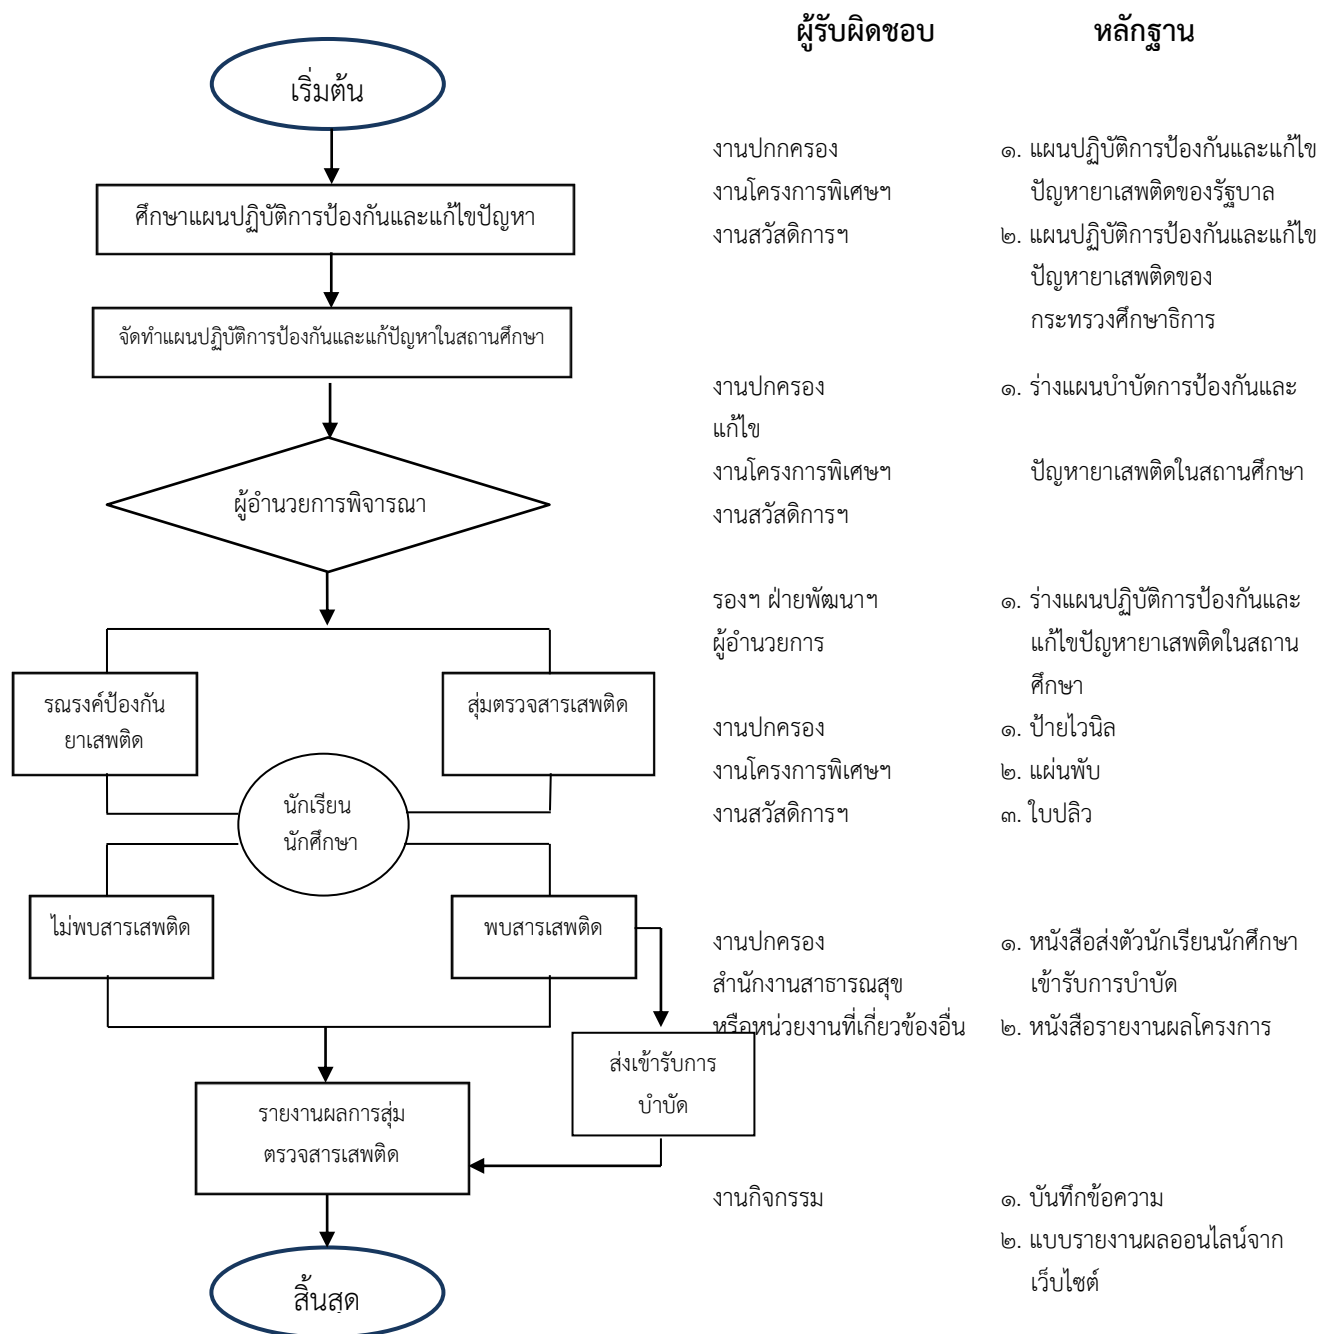 ผู้รับผิดชอบ
หลักฐาน
เริ่มต้น
ศึกษาแผนปฏิบัติการป้องกันและแก้ไขปัญหา
จัดทำแผนปฏิบัติการป้องกันและแก้ปัญหาในสถานศึกษา
ผู้อำนวยการพิจารณา
รณรงค์ป้องกัน
ยาเสพติด
สุ่มตรวจสารเสพติด
นักเรียน
นักศึกษา
ไม่พบสารเสพติด
พบสารเสพติด
ส่งเข้ารับการ
บำบัด
รายงานผลการสุ่ม
ตรวจสารเสพติด
สิ้นสุด
งานปกกครอง
งานโครงการพิเศษฯ
งานสวัสดิการฯ
๑. แผนปฏิบัติการป้องกันและแก้ไข
ปัญหายาเสพติดของรัฐบาล
๒. แผนปฏิบัติการป้องกันและแก้ไข
ปัญหายาเสพติดของ
กระทรวงศึกษาธิการ
งานปกครอง
แก้ไข
งานโครงการพิเศษฯ
งานสวัสดิการฯ
๑. ร่างแผนบำบัดการป้องกันและ
ปัญหายาเสพติดในสถานศึกษา
รองฯ ฝ่ายพัฒนาฯ
ผู้อำนวยการ
๑. ร่างแผนปฏิบัติการป้องกันและ
แก้ไขปัญหายาเสพติดในสถาน
ศึกษา
งานปกครอง
งานโครงการพิเศษฯ
งานสวัสดิการฯ
๑. ป้ายไวนิล
๒. แผ่นพับ
๓. ใบปลิว
งานปกครอง
สำนักงานสาธารณสุข
หรือหน่วยงานที่เกี่ยวข้องอื่น
๑. หนังสือส่งตัวนักเรียนนักศึกษา
เข้ารับการบำบัด
๒. หนังสือรายงานผลโครงการ
งานกิจกรรม
๑. บันทึกข้อความ
๒. แบบรายงานผลออนไลน์จาก
เว็บไซต์